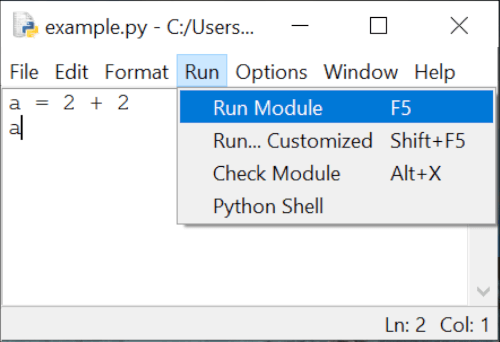 example.py - C:/Users...
File Edit Format Run Options Window Help
a = 2 + 2
a
Run Module F5
Run... Customized Shift+F5
Check Module Alt+X
Python Shell
Ln: 2 Col: 1